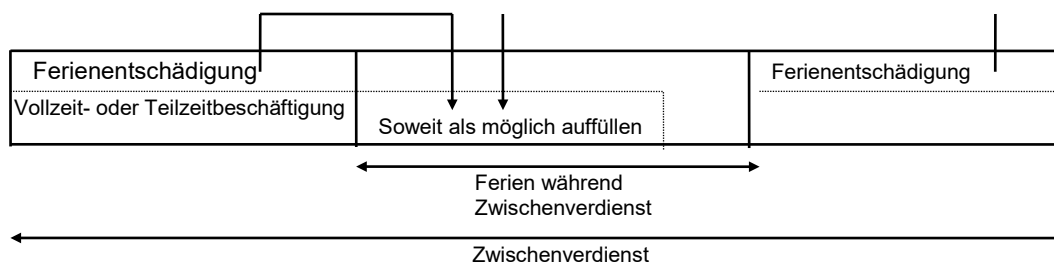 Ferienentschädigung
Ferienentschädigung
Vollzeit- oder Teilzeitbeschäftigung
Soweit als möglich auffüllen
Ferien während
Zwischenverdienst
Zwischenverdienst